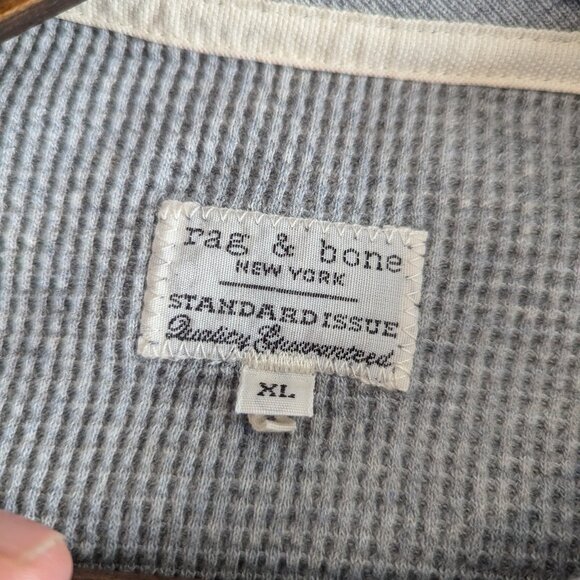 rag & bone
NEW YORK
STANDARD ISSUE
Quality Guaranteed
XL